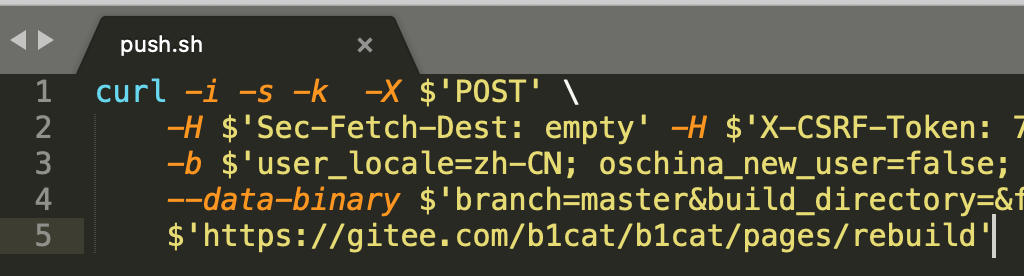 push.sh
1 curl -i -s -k  -X $'POST' \
2 -H $'Sec-Fetch-Dest: empty' -H $'X-CSRF-Token: 7
3 -b $'user_locale=zh-CN; oschina_new_user=false;
4 --data-binary $'branch=master&build_directory=&f
5 $'https://gitee.com/b1cat/b1cat/pages/rebuild'